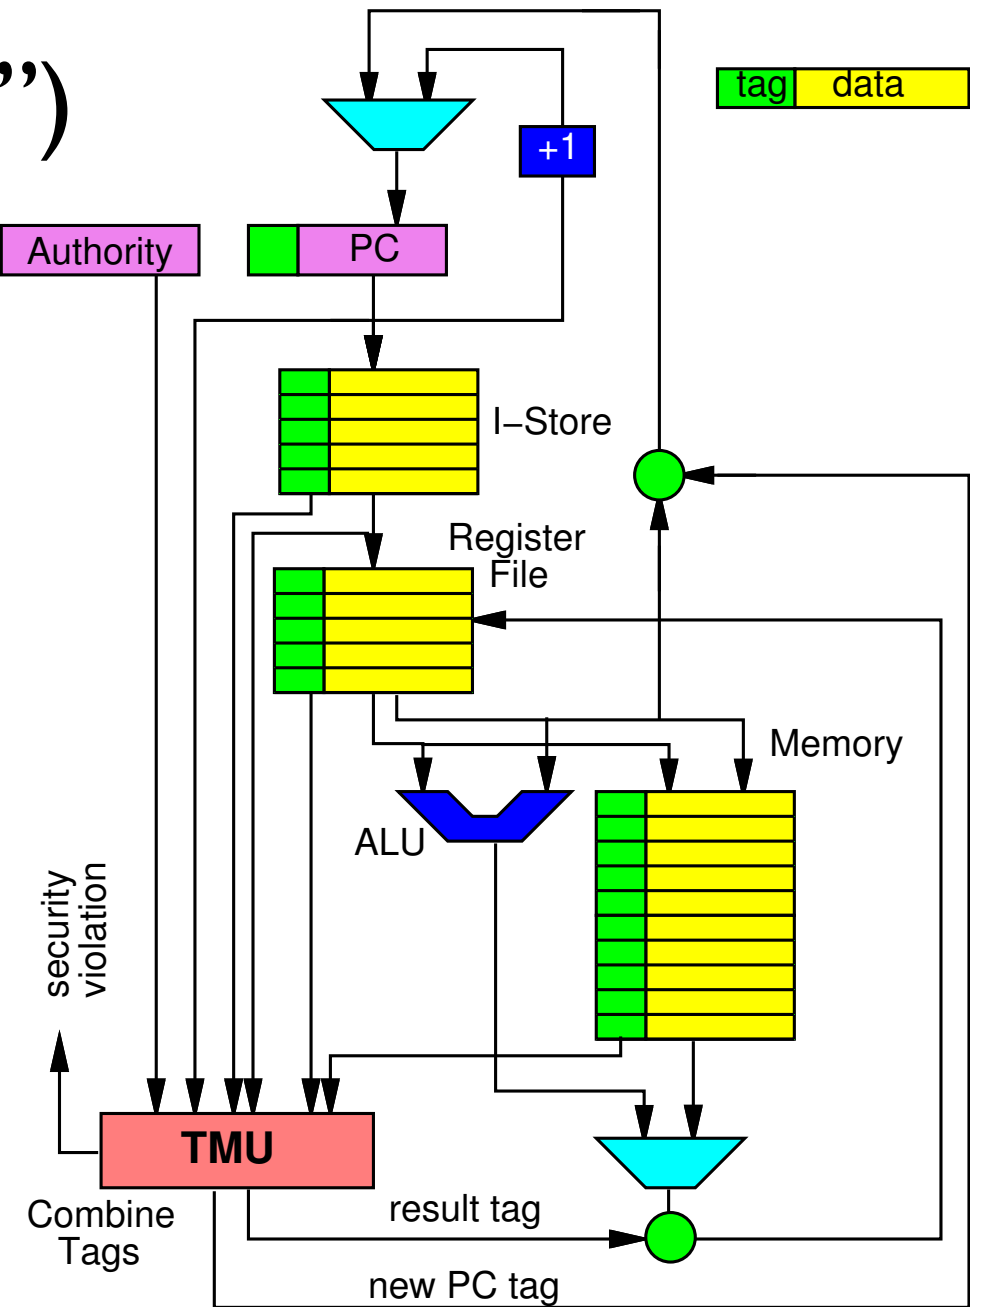 ”)
tag data
+1
Authority
PC
I–Store
Register
File
Memory
ALU
security
violation
TMU
Combine
Tags
result tag
new PC tag